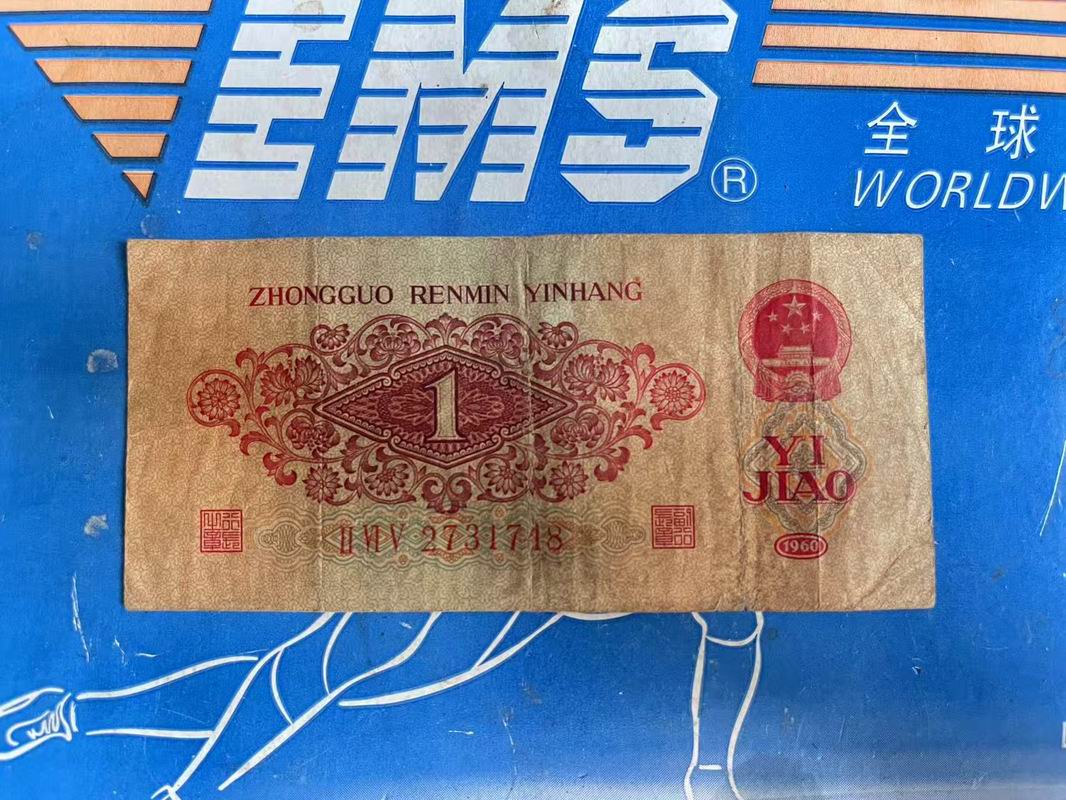 EMS®
全球
WORLDW
ZHONGGUO RENMIN YINHANG
1
YI
JIAO
II VI V 2731718
1960